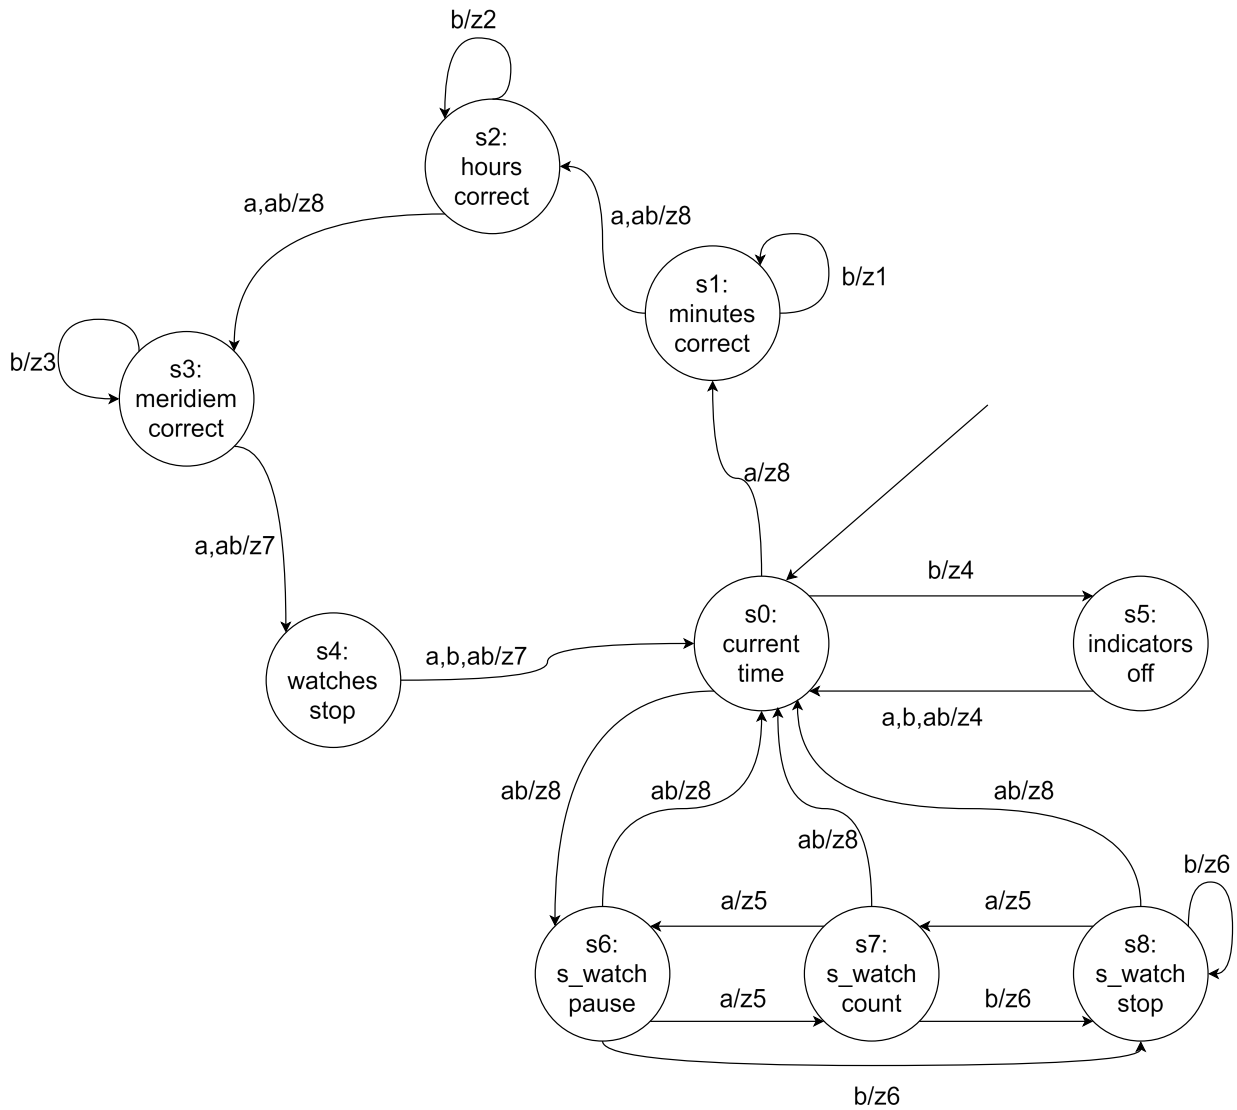 b/z2
s2:
hours
correct
a,ab/z8
a,ab/z8
s1:
minutes
correct
b/z1
b/z3
s3:
meridiem
correct
a/z8
a,ab/z7
b/z4
s0:
current
time
s5:
indicators
off
s4:
watches
stop
a,b,ab/z7
a,b,ab/z4
ab/z8
ab/z8
ab/z8
ab/z8
b/z6
a/z5
a/z5
s6:
s_watch
pause
s7:
s_watch
count
s8:
s_watch
stop
a/z5
b/z6
b/z6